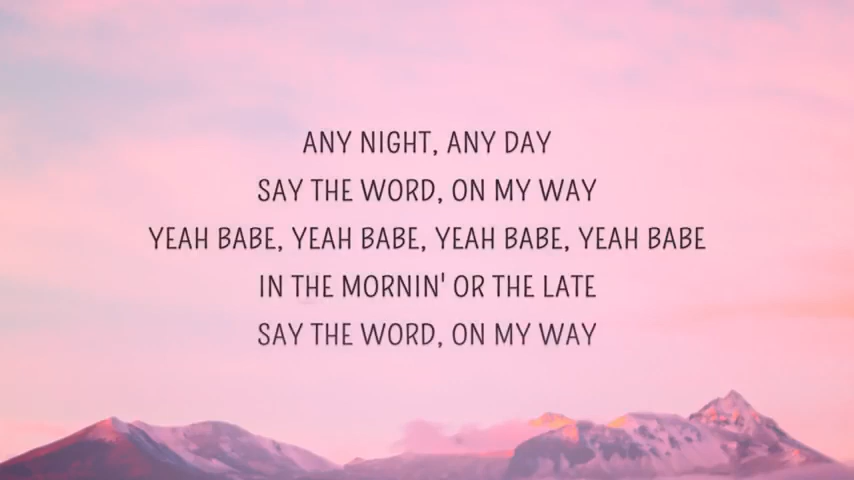 ANY NIGHT, ANY DAY
SAY THE WORD, ON MY WAY
YEAH BABE, YEAH BABE, YEAH BABE, YEAH BABE
IN THE MORNIN' OR THE LATE
SAY THE WORD, ON MY WAY